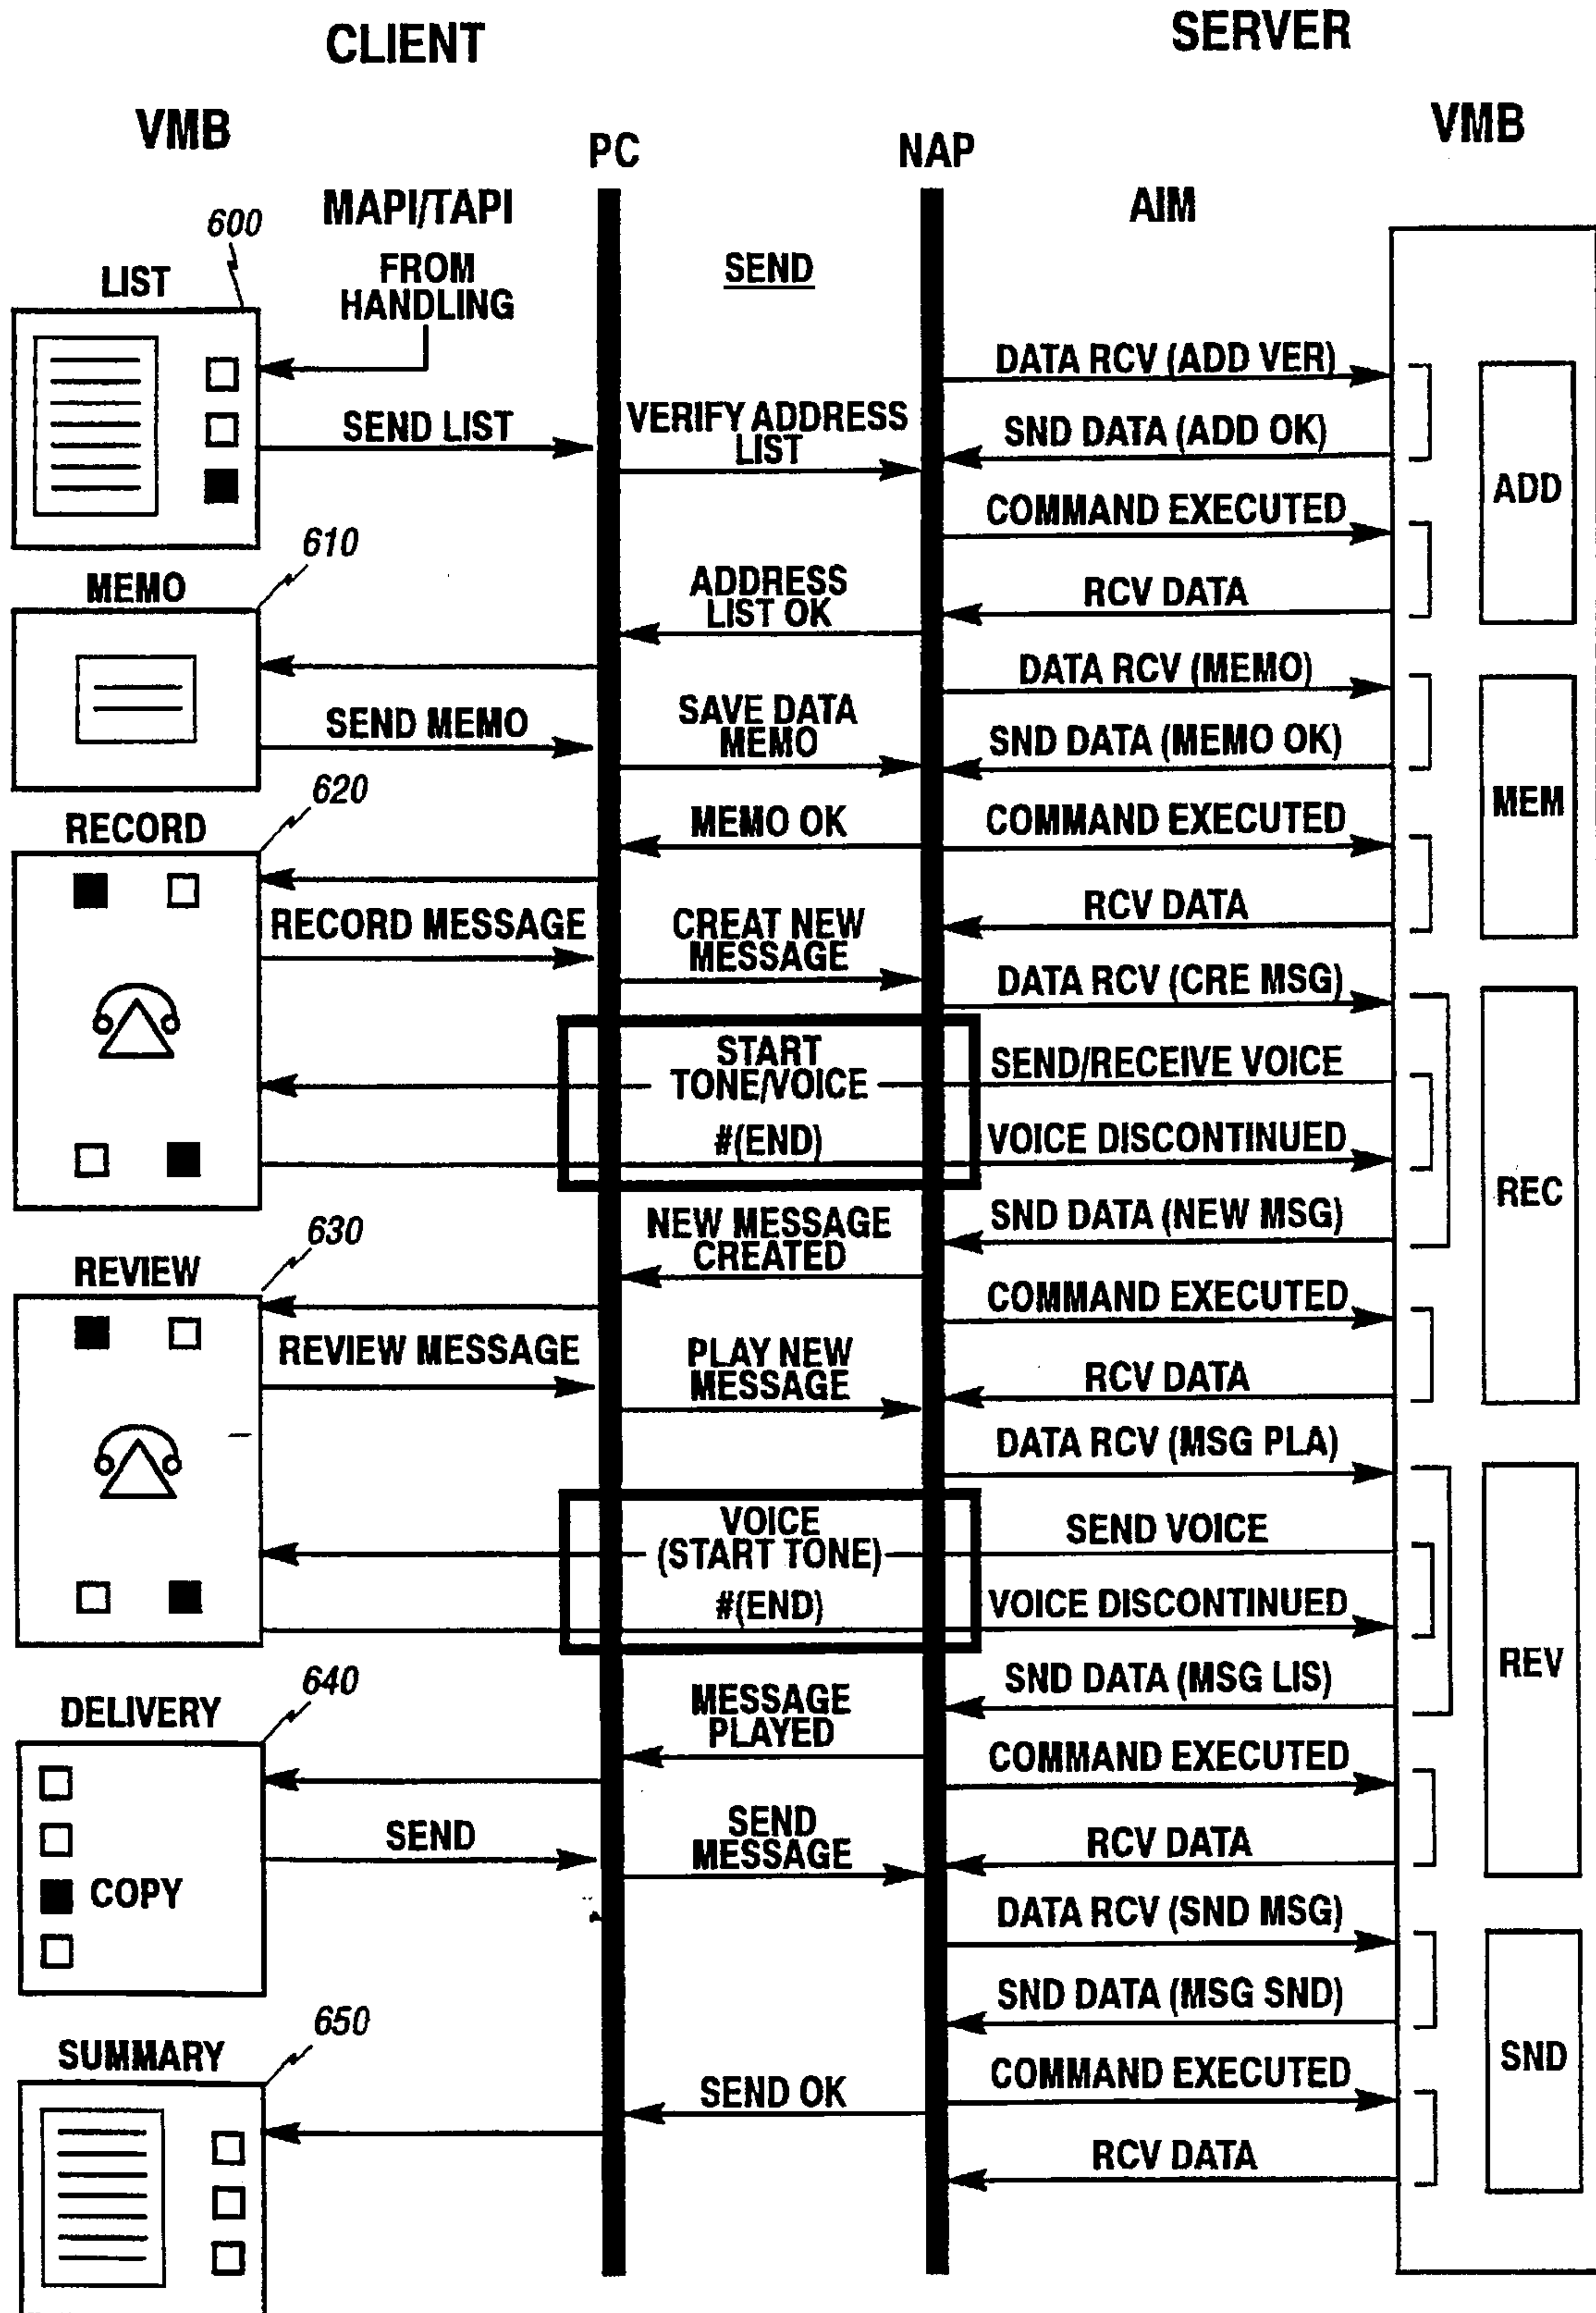 CLIENT
SERVER
VMB
VMB
PC
NAP
MAPI/TAPI
AIM
600
LIST
FROM
HANDLING
SEND
DATA RCV (ADD VER)
SEND LIST
VERIFY ADDRESS
LIST
SND DATA (ADD OK)
ADD
COMMAND EXECUTED
610
MEMO
ADDRESS
LIST OK
RCV DATA
DATA RCV (MEMO)
SEND MEMO
SAVE DATA
MEMO
SND DATA (MEMO OK)
MEM
620
RECORD
MEMO OK
COMMAND EXECUTED
RECORD MESSAGE
CREAT NEW
MESSAGE
RCV DATA
DATA RCV (CRE MSG)
START
TONE/VOICE
SEND/RECEIVE VOICE
#(END)
VOICE DISCONTINUED
REC
630
REVIEW
NEW MESSAGE
CREATED
SND DATA (NEW MSG)
COMMAND EXECUTED
REVIEW MESSAGE
PLAY NEW
MESSAGE
RCV DATA
DATA RCV (MSG PLA)
VOICE
(START TONE)
SEND VOICE
#(END)
VOICE DISCONTINUED
REV
640
DELIVERY
MESSAGE
PLAYED
SND DATA (MSG LIS)
COMMAND EXECUTED
SEND
SEND
MESSAGE
RCV DATA
COPY
DATA RCV (SND MSG)
SND DATA (MSG SND)
650
SUMMARY
SND
SEND OK
COMMAND EXECUTED
RCV DATA